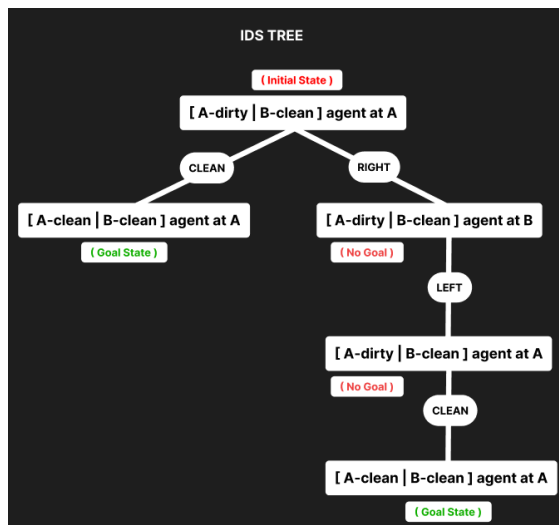 IDS TREE
( Initial State )
[ A-dirty | B-clean ] agent at A
CLEAN
RIGHT
[ A-clean | B-clean ] agent at A
[ A-dirty | B-clean ] agent at B
( Goal State )
( No Goal )
LEFT
[ A-dirty | B-clean ] agent at A
( No Goal )
CLEAN
[ A-clean | B-clean ] agent at A
( Goal State )